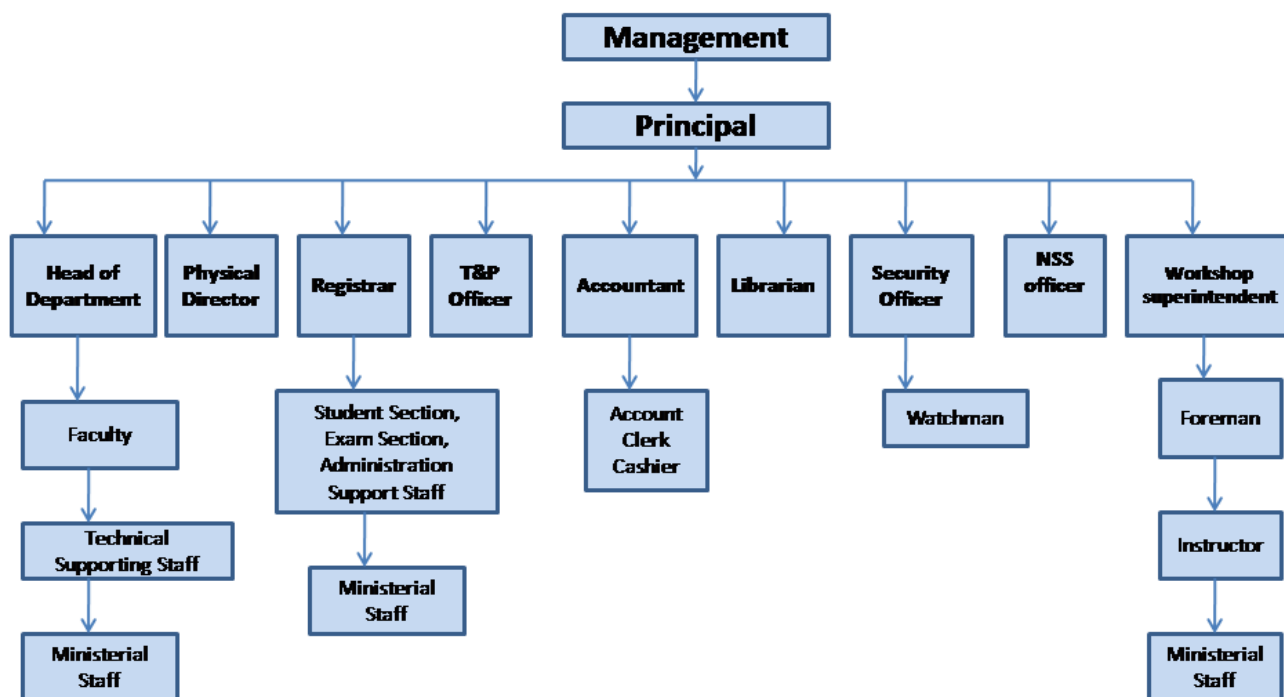 Management
Principal
Head of
Department
Physical
Director
Registrar
T&P
Officer
Accountant
Librarian
Security
Officer
NSS
officer
Workshop
superintendent
Faculty
Technical
Supporting Staff
Ministerial
Staff
Student Section,
Exam Section,
Administration
Support Staff
Ministerial
Staff
Account
Clerk
Cashier
Watchman
Foreman
Instructor
Ministerial
Staff